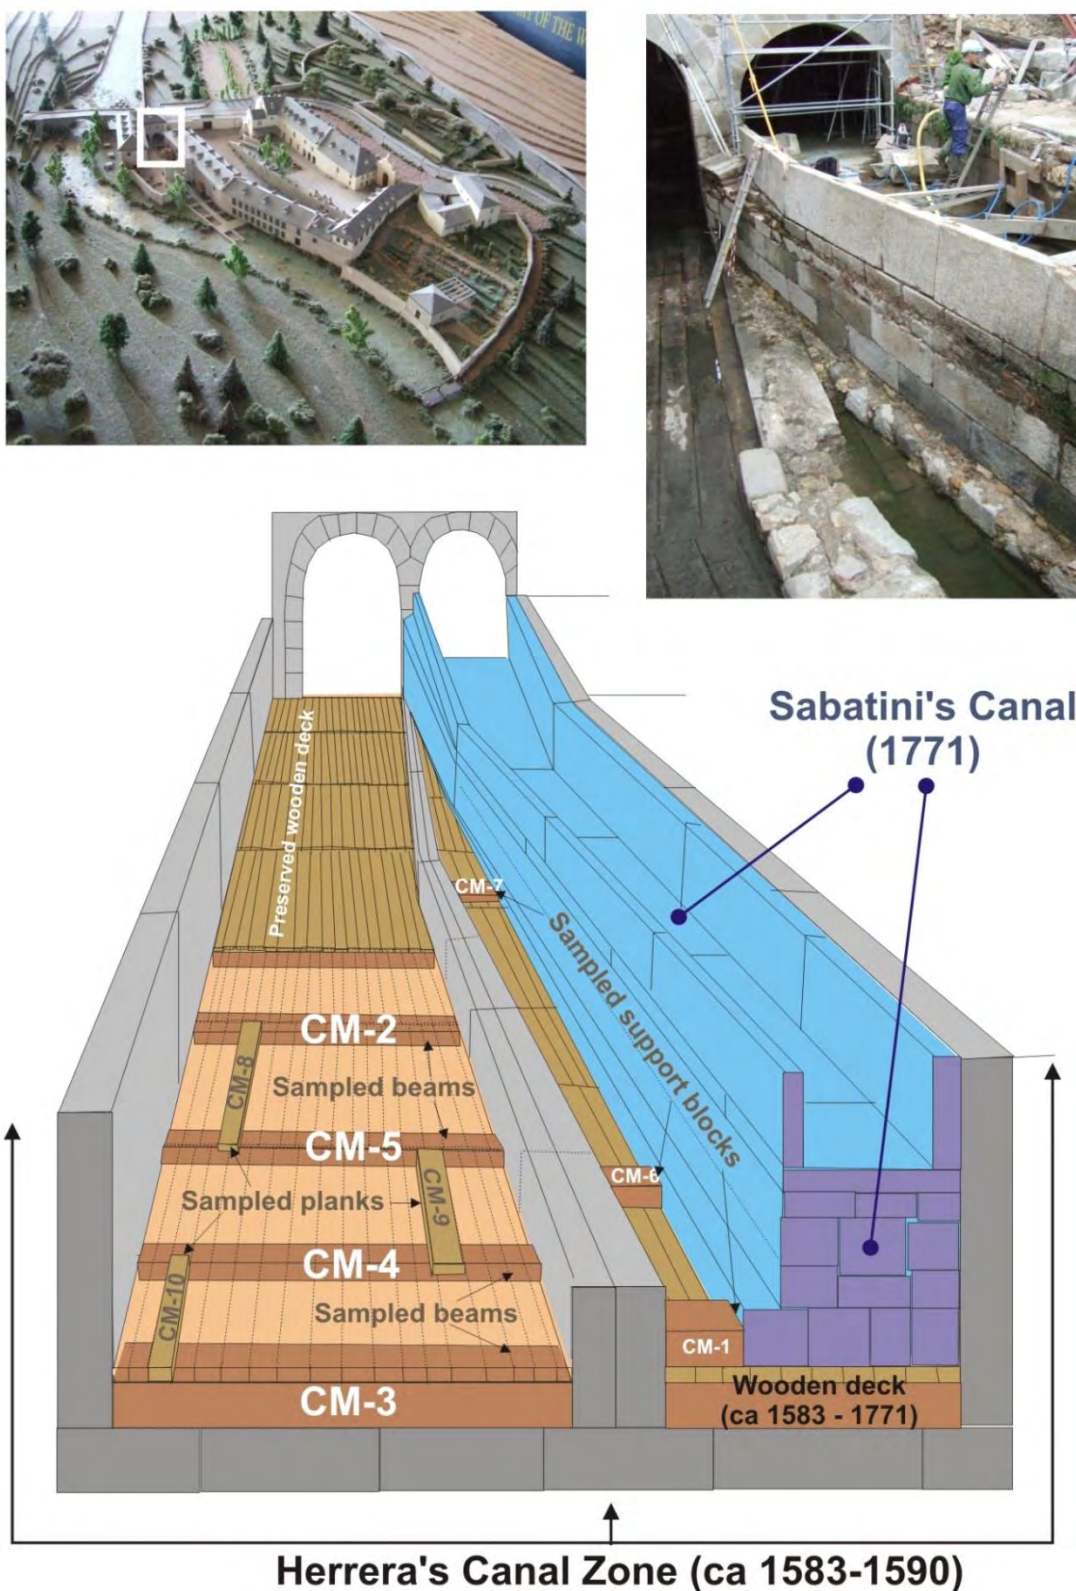 OF THE W
Sabatini's Canal
(1771)
Preserved wooden deck
CM-7
Sampled support blocks
CM-2
CM-8
Sampled beams
CM-5
CM-6
Sampled planks
CM-9
CM-4
CM-10
Sampled beams
CM-1
CM-3
Wooden deck
(ca 1583 - 1771)
Herrera's Canal Zone (ca 1583-1590)